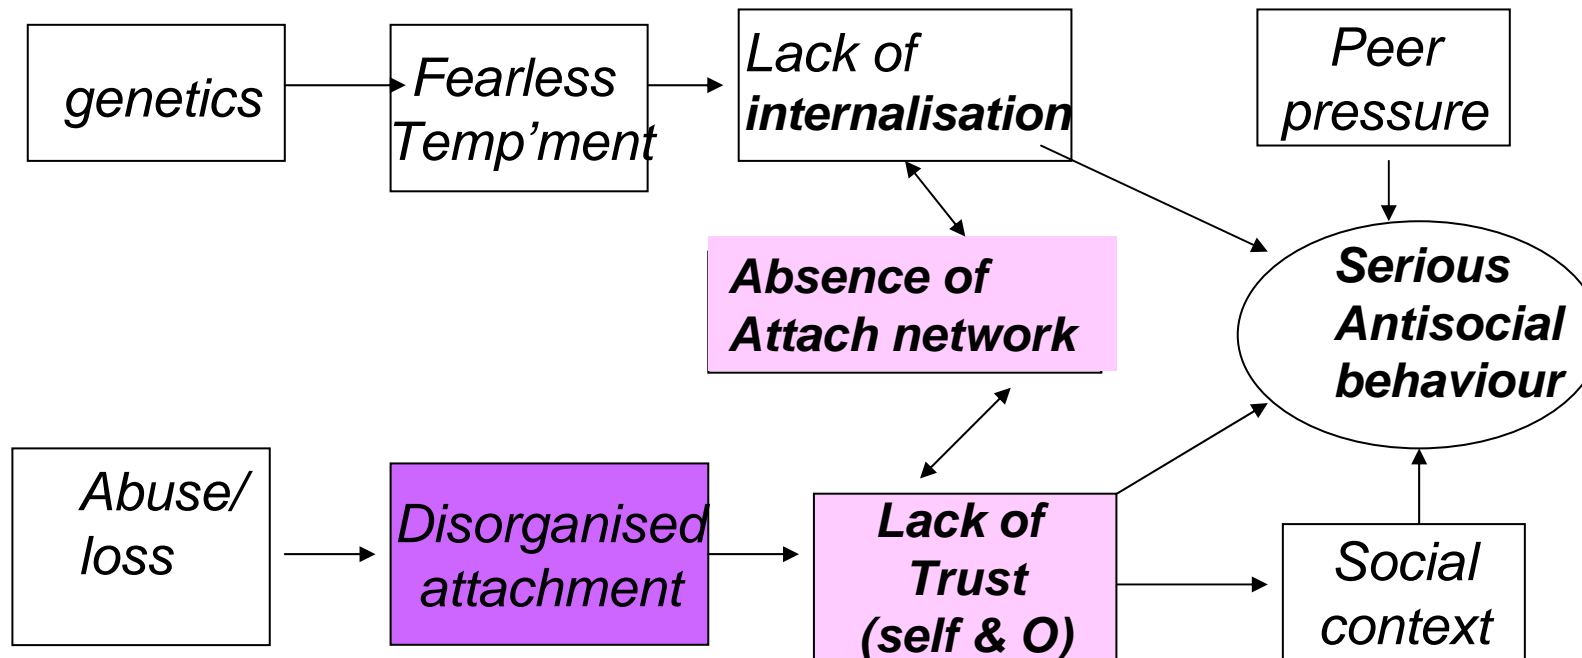 genetics
Fearless
Temp'ment
Lack of
internalisation
Peer
pressure
Absence of
Attach network
Serious
Antisocial
behaviour
Abuse/
loss
Disorganised
attachment
Lack of
Trust
(self & O)
Social
context